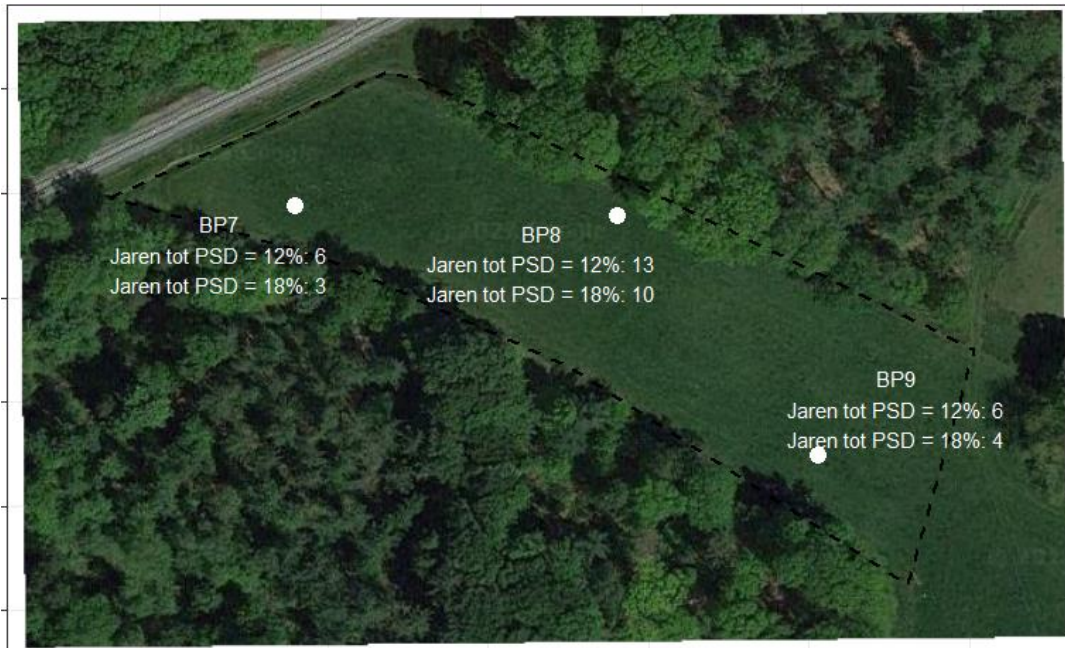 BP7
Jaren tot PSD = 12%: 6
Jaren tot PSD = 18%: 3
BP8
Jaren tot PSD = 12%: 13
Jaren tot PSD = 18%: 10
BP9
Jaren tot PSD = 12%: 6
Jaren tot PSD = 18%: 4